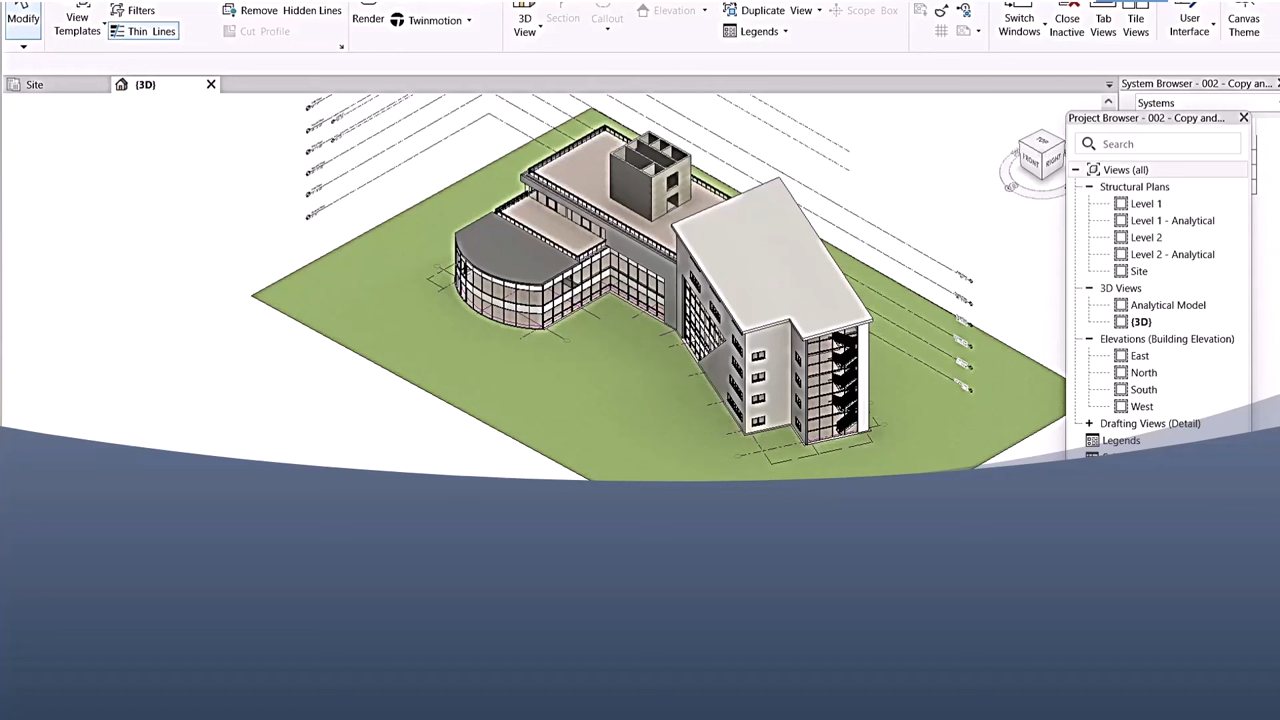 Modify
View
Templates
Filters
Thin Lines
Remove Hidden Lines
Cut Profile
Render
Twinmotion
3D
View
Section
Callout
Elevation
Duplicate View
Legends
Scope Box
Switch
Windows
Close
Inactive
Tab
Views
Tile
Views
User
Interface
Canvas
Theme
Site
{3D}
System Browser - 002 - Copy an...
Systems
Project Browser - 002 - Copy and...
Search
TOP
FRONT
RIGHT
Views (all)
Structural Plans
Level 1
Level 1 - Analytical
Level 2
Level 2 - Analytical
Site
3D Views
Analytical Model
{3D}
Elevations (Building Elevation)
East
North
South
West
Drafting Views (Detail)
Legends